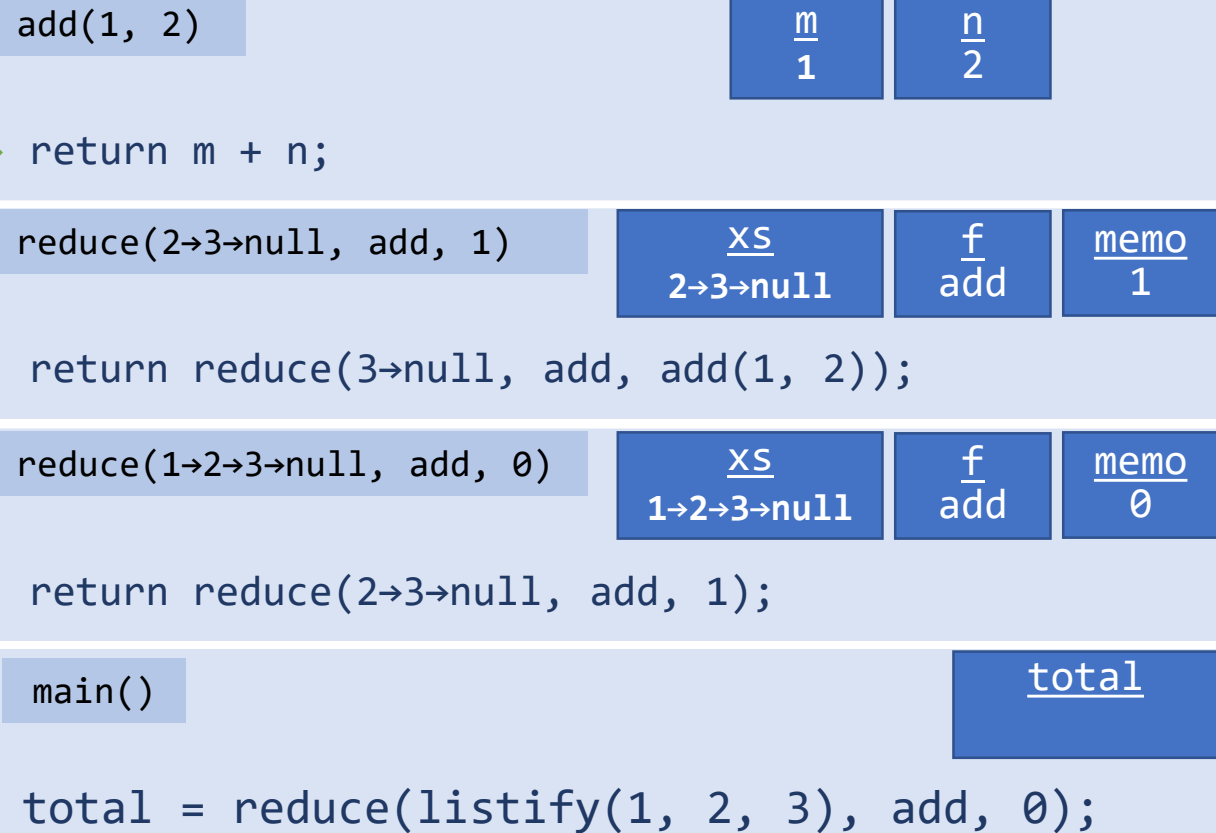 add(1, 2)
m n
1 2
return m + n;
reduce(2→3→null, add, 1)
xs f memo
2→3→null add 1
return reduce(3→null, add, add(1, 2));
reduce(1→2→3→null, add, 0)
xs f memo
1→2→3→null add 0
return reduce(2→3→null, add, 1);
main()
total
total = reduce(listify(1, 2, 3), add, 0);